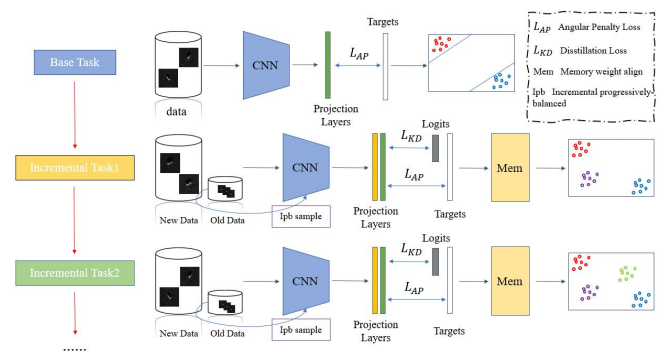 Base Task
data
CNN
Projection
Layers
L_AP
Targets
L_AP Angular Penalty Loss
L_KD Disstillation Loss
Mem Memory weight align
Ipb Incremental progressively-
balanced
Incremental Task1
New Data
Old Data
CNN
Ipb sample
Projection
Layers
Logits
L_KD
L_AP
Targets
Mem
Incremental Task2
New Data
Old Data
CNN
Ipb sample
Projection
Layers
Logits
L_KD
L_AP
Targets
Mem
......